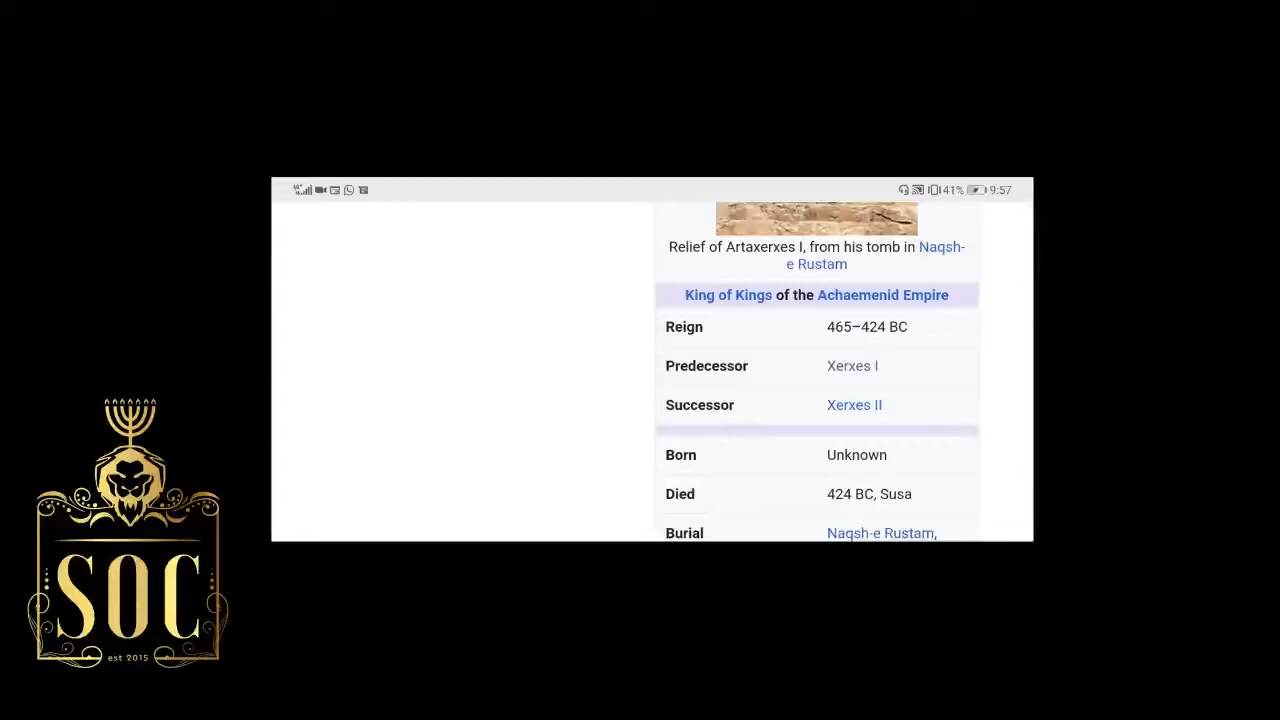 41% 9:57
Relief of Artaxerxes I, from his tomb in Naqsh-
e Rustam
King of Kings of the Achaemenid Empire
Reign 465–424 BC
Predecessor Xerxes I
Successor Xerxes II
Born Unknown
Died 424 BC, Susa
Burial Naqsh-e Rustam,
SOC
est 2015